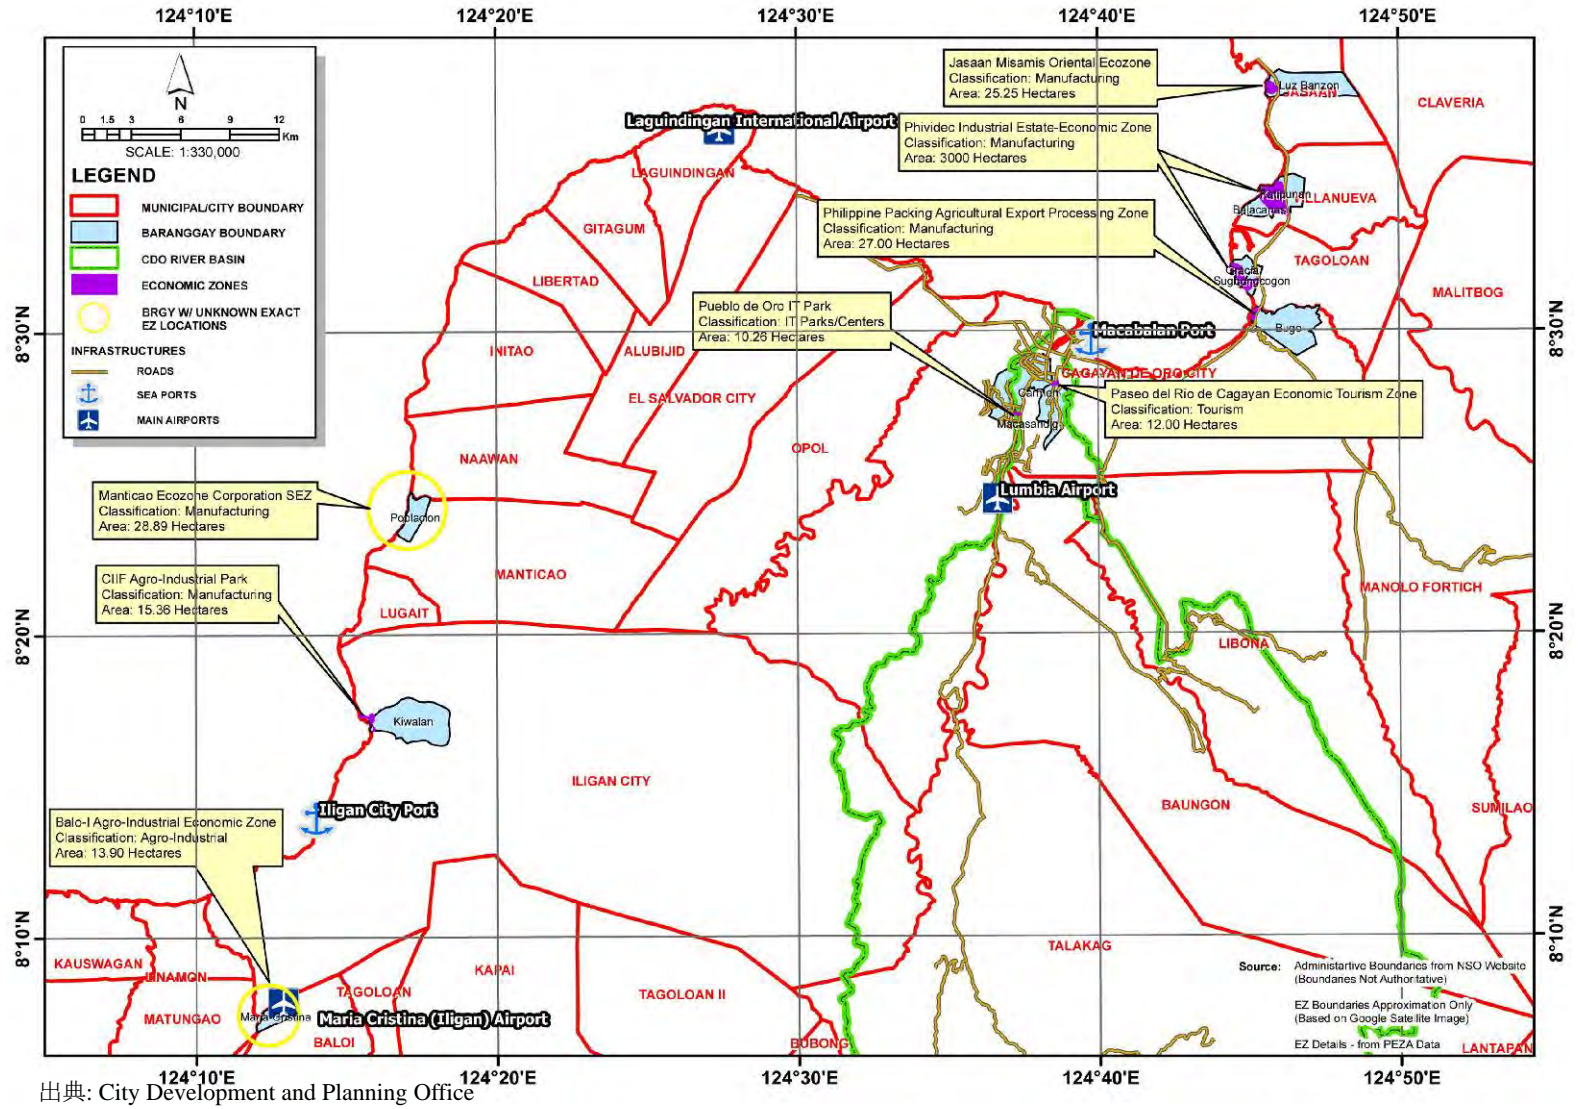 124°10'E 124°20'E 124°30'E 124°40'E 124°50'E
N
0 1.5 3 6 9 12
Km
SCALE: 1:330,000
LEGEND
MUNICIPAL/CITY BOUNDARY
BARANGGAY BOUNDARY
CDO RIVER BASIN
ECONOMIC ZONES
BRGY W/ UNKNOWN EXACT
EZ LOCATIONS
INFRASTRUCTURES
ROADS
SEA PORTS
MAIN AIRPORTS
Jasaan Misamis Oriental Ecozone
Classification: Manufacturing
Area: 25.25 Hectares
Luz Banzon
CLAVERIA
Laguindingan International Airport
Phividec Industrial Estate-Economic Zone
Classification: Manufacturing
Area: 3000 Hectares
LAGUINDINGAN
Philippine Packing Agricultural Export Processing Zone
Classification: Manufacturing
Area: 27.00 Hectares
GITAGUM
TAGOLOAN
LIBERTAD
MALITBOG
Pueblo de Oro IT Park
Classification: IT Parks/Centers
Area: 10.26 Hectares
Bugo
Macabalan Port
8°30'N 8°30'N
INITAO
ALUBIJID
CAGAYAN DE ORO CITY
EL SALVADOR CITY
Carmen
Macasandig
Paseo del Rio de Cagayan Economic Tourism Zone
Classification: Tourism
Area: 12.00 Hectares
OPOL
NAAWAN
Manticao Ecozone Corporation SEZ
Classification: Manufacturing
Area: 28.89 Hectares
Poblacion
Lumbia Airport
CIIF Agro-Industrial Park
Classification: Manufacturing
Area: 15.36 Hectares
MANTICAO
MANOLO FORTICH
LUGAIT
LIBONA
8°20'N 8°20'N
Kiwalan
ILIGAN CITY
BAUNGON
SUMILAO
Iligan City Port
Balo-I Agro-Industrial Economic Zone
Classification: Agro-Industrial
Area: 13.90 Hectares
8°10'N 8°10'N
TALAKAG
KAUSWAGAN
LINAMON
KAPAI
TAGOLOAN
TAGOLOAN II
MATUNGAO
Maria Cristina
Maria Cristina (Iligan) Airport
BALOI
BUBONG
Source: Administartive Boundaries from NSO Website
(Boundaries Not Authoritative)
EZ Boundaries Approximation Only
(Based on Google Satellite Image)
EZ Details - from PEZA Data
LANTAPAN
124°10'E 124°20'E 124°30'E 124°40'E 124°50'E
出典: City Development and Planning Office